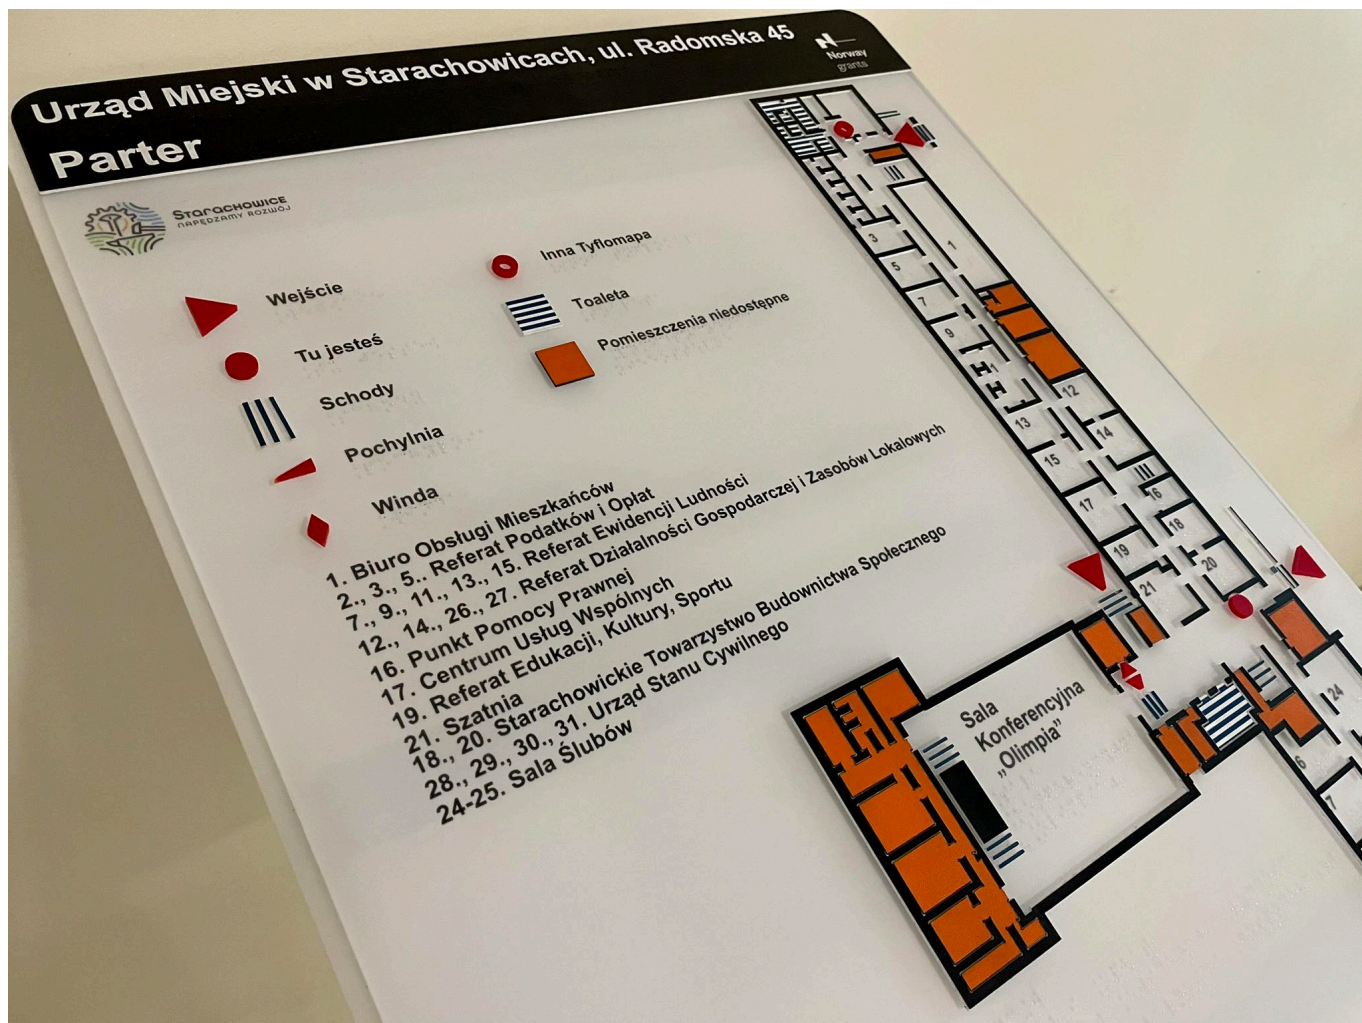 Urząd Miejski w Starachowicach, ul. Radomska 45
Parter
Norway
grants
Starachowice
NAPĘDZAMY ROZWÓJ
Wejście
Tu jesteś
Schody
Pochylnia
Winda
Inna Tyflomapa
Toaleta
Pomieszczenia niedostępne
1. Biuro Obsługi Mieszkańców
2., 3., 5.. Referat Podatków i Opłat
7., 9., 11., 13., 15. Referat Ewidencji Ludności
12., 14., 26., 27. Referat Działalności Gospodarczej i Zasobów Lokalowych
16. Punkt Pomocy Prawnej
17. Centrum Usług Wspólnych
19. Referat Edukacji, Kultury, Sportu
21. Szatnia
18., 20. Starachowickie Towarzystwo Budownictwa Społecznego
28., 29., 30., 31. Urząd Stanu Cywilnego
24-25. Sala Ślubów
1
3
5
7
9
12
13
14
15
16
17
18
19
20
21
24
6
7
Sala
Konferencyjna
„Olimpia”